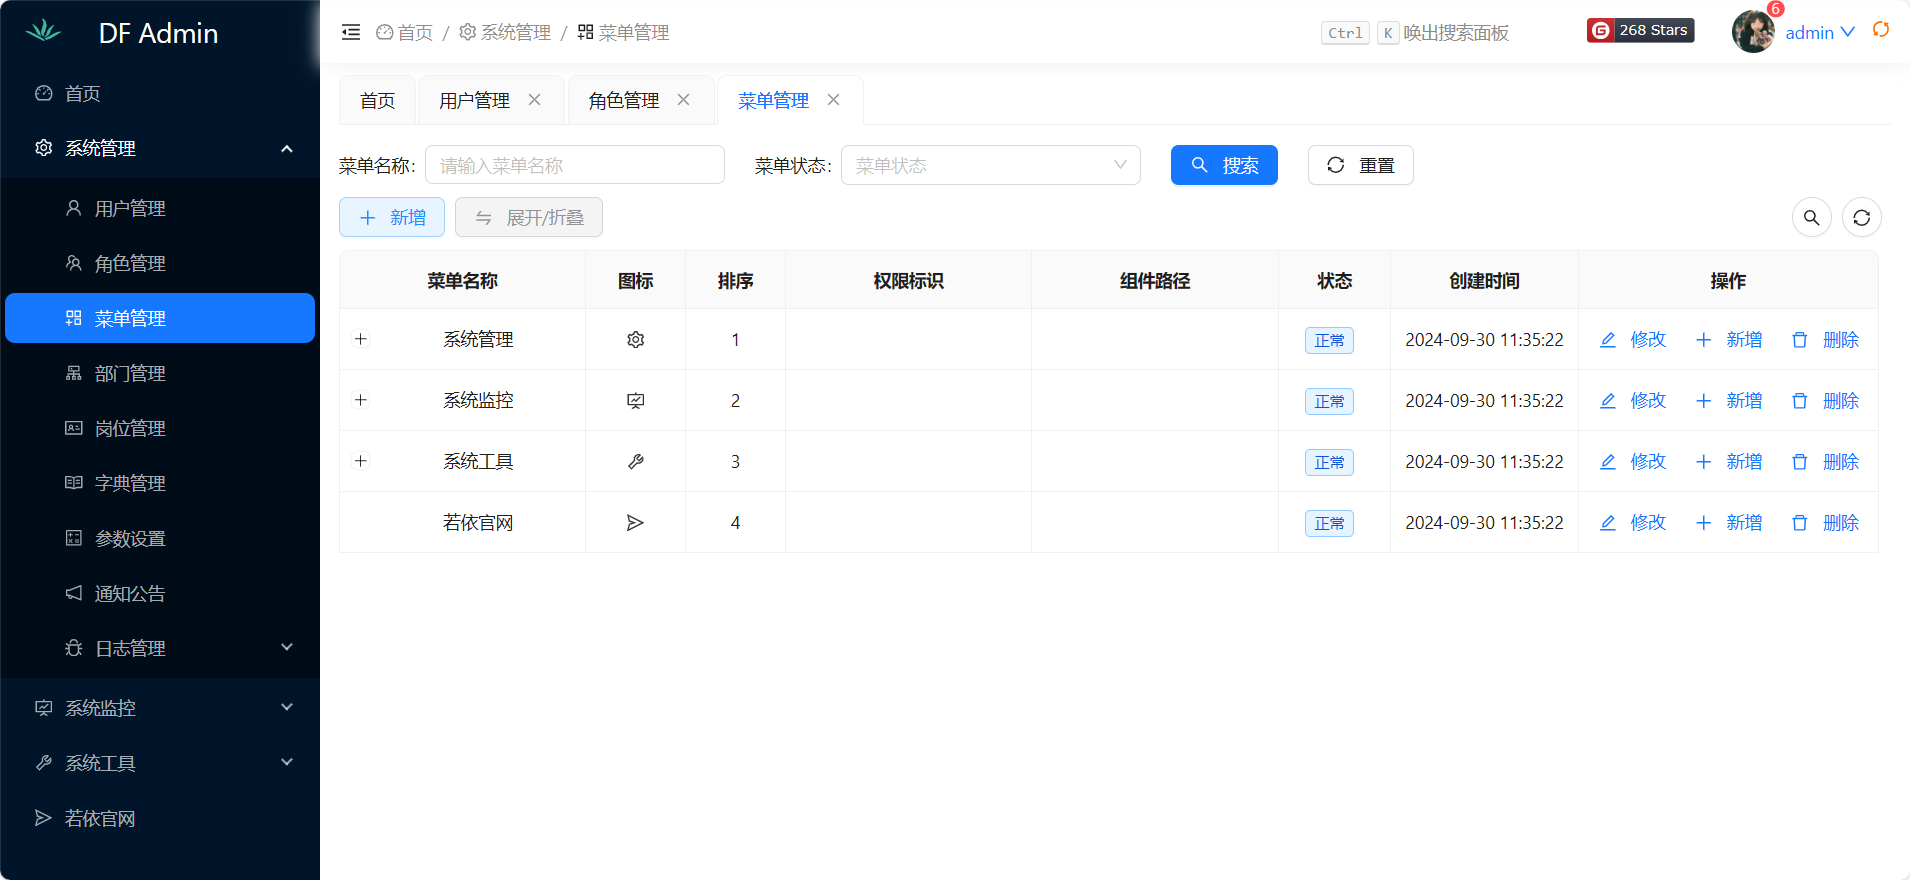 DF Admin
首页
系统管理
用户管理
角色管理
菜单管理
部门管理
岗位管理
字典管理
参数设置
通知公告
日志管理
系统监控
系统工具
若依官网
首页 / 系统管理 / 菜单管理
Ctrl K 唤出搜索面板
G 268 Stars
6
admin
首页 用户管理 角色管理 菜单管理
菜单名称: 请输入菜单名称 菜单状态: 菜单状态 搜索 重置
新增 展开/折叠
菜单名称 图标 排序 权限标识 组件路径 状态 创建时间 操作
系统管理 1 正常 2024-09-30 11:35:22 修改 新增 删除
系统监控 2 正常 2024-09-30 11:35:22 修改 新增 删除
系统工具 3 正常 2024-09-30 11:35:22 修改 新增 删除
若依官网 4 正常 2024-09-30 11:35:22 修改 新增 删除